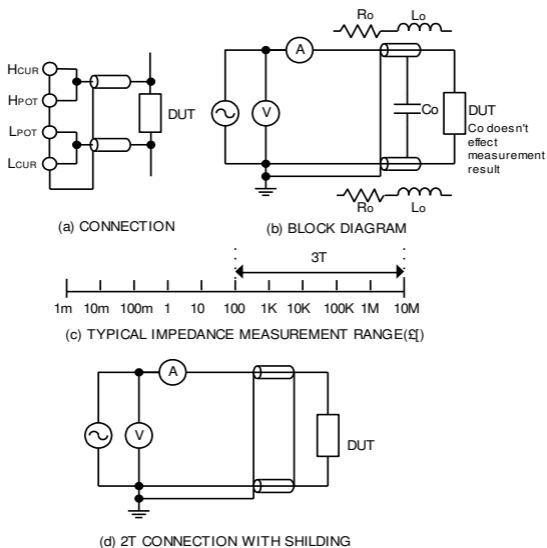 HCUR
HPOT
LPOT
LCUR
DUT
(a) CONNECTION
Ro Lo
A
V
Co
DUT
Co doesn't
effect
measurement
result
Ro Lo
(b) BLOCK DIAGRAM
3T
1m 10m 100m 1 10 100 1K 10K 100K 1M 10M
(c) TYPICAL IMPEDANCE MEASUREMENT RANGE(£[)
A
V
DUT
(d) 2T CONNECTION WITH SHILDING